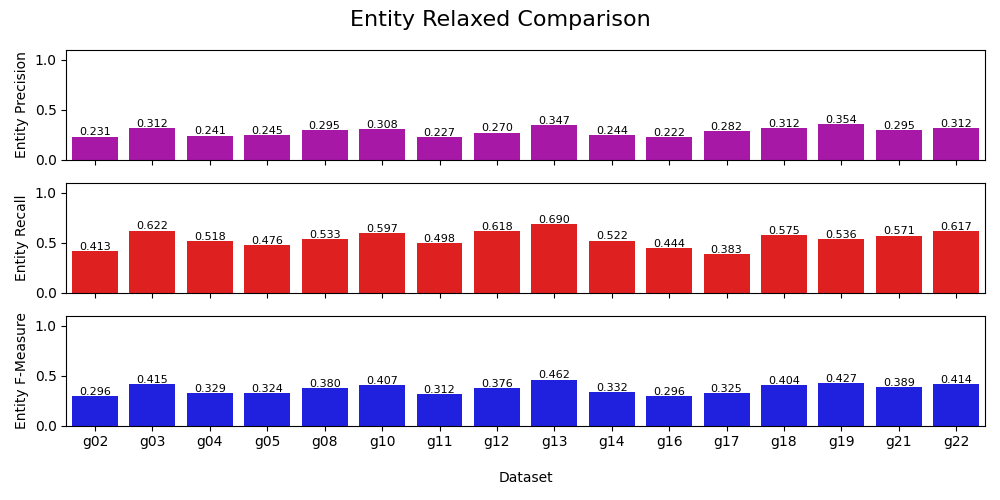 Entity Relaxed Comparison
Entity Precision
1.0
0.5
0.0
0.231 0.312 0.241 0.245 0.295 0.308 0.227 0.270 0.347 0.244 0.222 0.282 0.312 0.354 0.295 0.312
Entity Recall
1.0
0.5
0.0
0.413 0.622 0.518 0.476 0.533 0.597 0.498 0.618 0.690 0.522 0.444 0.383 0.575 0.536 0.571 0.617
Entity F-Measure
1.0
0.5
0.0
0.296 0.415 0.329 0.324 0.380 0.407 0.312 0.376 0.462 0.332 0.296 0.325 0.404 0.427 0.389 0.414
g02 g03 g04 g05 g08 g10 g11 g12 g13 g14 g16 g17 g18 g19 g21 g22
Dataset